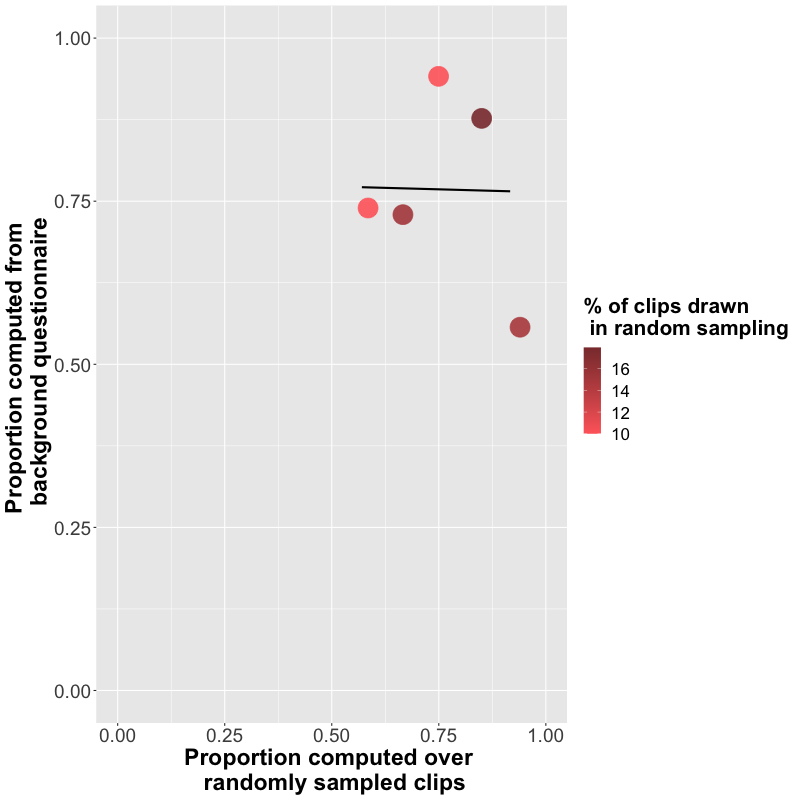 Proportion computed from
background questionnaire
1.00
0.75
0.50
0.25
0.00
0.00 0.25 0.50 0.75 1.00
Proportion computed over
randomly sampled clips
% of clips drawn
in random sampling
16
14
12
10